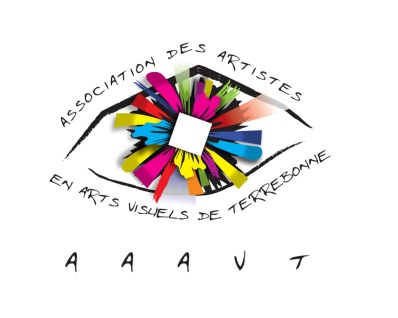 ASSOCIATION DES ARTISTES
EN ARTS VISUELS DE TERREBONNE
A A A V T